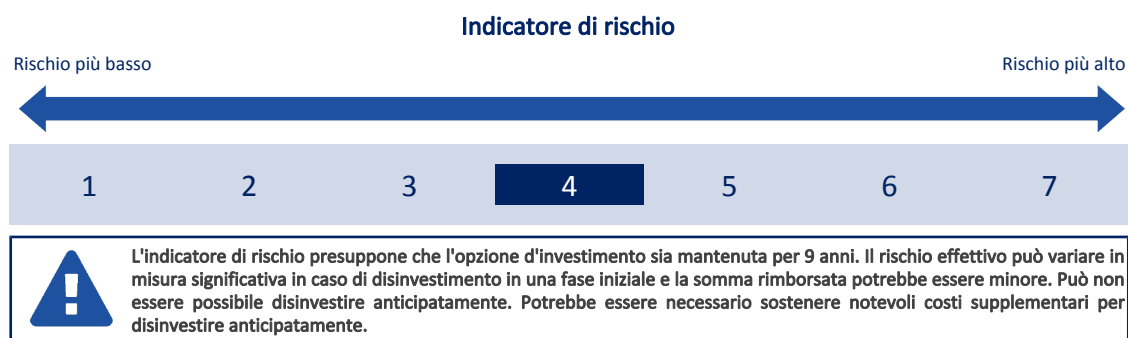 Indicatore di rischio
Rischio più basso
Rischio più alto
1 2 3 4 5 6 7
L'indicatore di rischio presuppone che l'opzione d'investimento sia mantenuta per 9 anni. Il rischio effettivo può variare in
misura significativa in caso di disinvestimento in una fase iniziale e la somma rimborsata potrebbe essere minore. Può non
essere possibile disinvestire anticipatamente. Potrebbe essere necessario sostenere notevoli costi supplementari per
disinvestire anticipatamente.